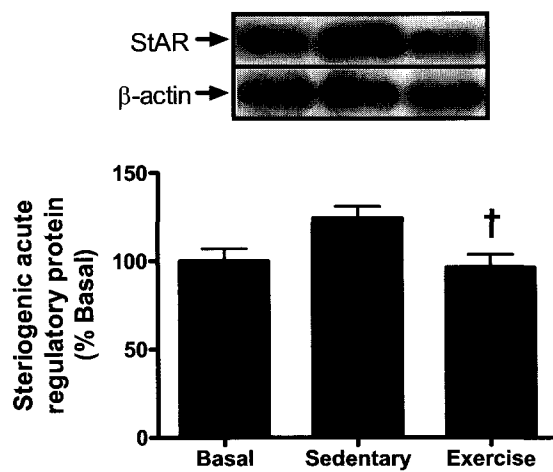 StAR
β-actin
Steriogenic acute
regulatory protein
(% Basal)
150
100
50
0
†
Basal Sedentary Exercise